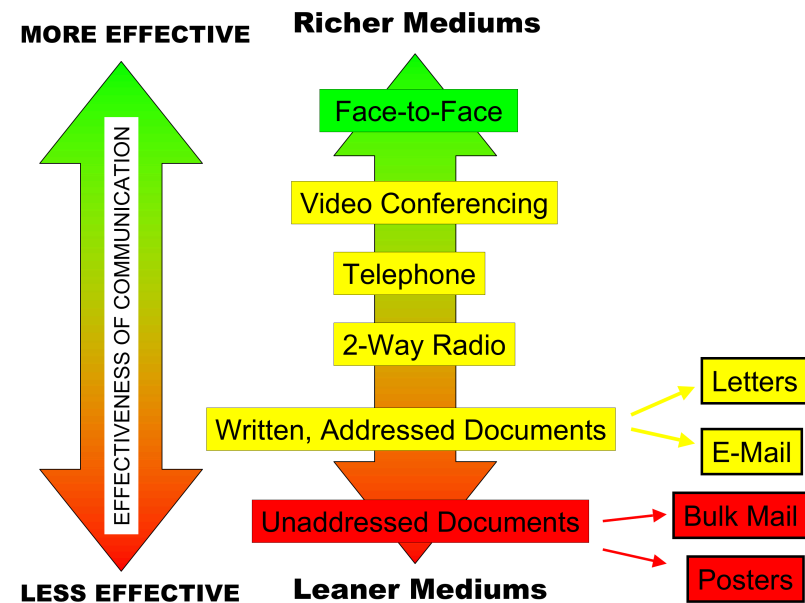 MORE EFFECTIVE
Richer Mediums
EFFECTIVENESS OF COMMUNICATION
Face-to-Face
Video Conferencing
Telephone
2-Way Radio
Written, Addressed Documents
Letters
E-Mail
Unaddressed Documents
Bulk Mail
Posters
LESS EFFECTIVE
Leaner Mediums